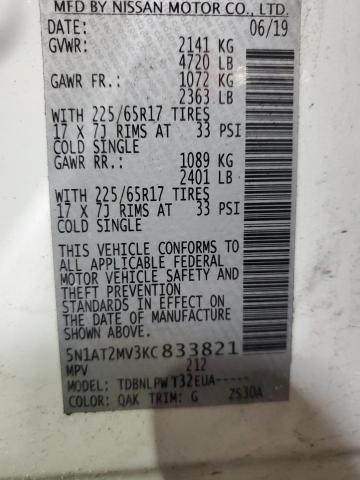 MFD BY NISSAN MOTOR CO., LTD.
DATE: 06/19
GVWR: 2141 KG
4720 LB
GAWR FR.: 1072 KG
2363 LB
WITH 225/65R17 TIRES
17 X 7J RIMS AT 33 PSI
COLD SINGLE
GAWR RR.: 1089 KG
2401 LB
WITH 225/65R17 TIRES
17 X 7J RIMS AT 33 PSI
COLD SINGLE
THIS VEHICLE CONFORMS TO
ALL APPLICABLE FEDERAL
MOTOR VEHICLE SAFETY AND
THEFT PREVENTION
STANDARDS IN EFFECT ON
THE DATE OF MANUFACTURE
SHOWN ABOVE.
5N1AT2MV3KC833821
MPV 212
MODEL: TDBNLPWT32EUA-----
COLOR: QAK TRIM: G 2S30A